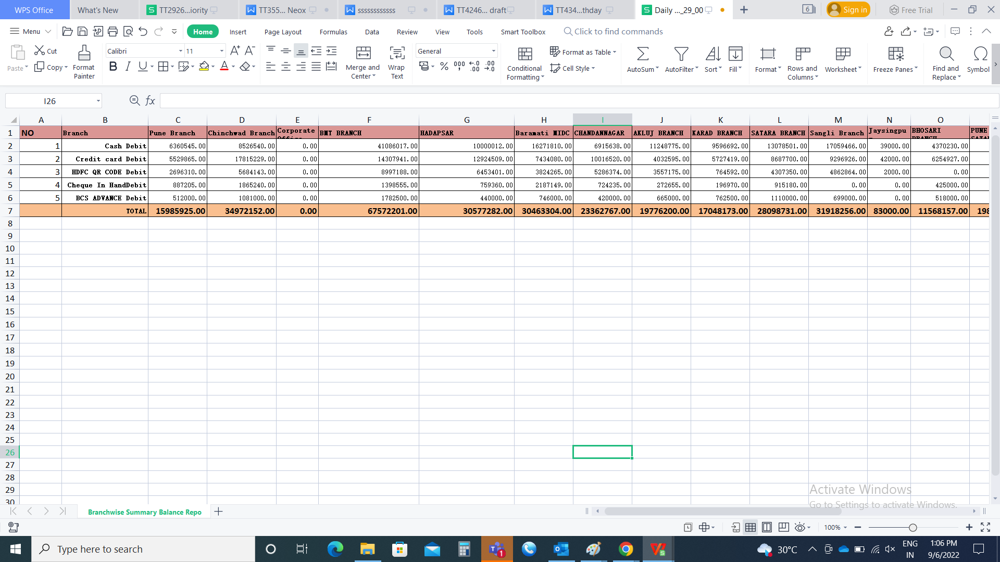 WPS Office What's New TT2926...iority TT355... Neox ssssssssssss TT4246... draft TT434...thday Daily ..._29_00 6 Sign in Free Trial
Menu Home Insert Page Layout Formulas Data Review View Tools Smart Toolbox Click to find commands
Paste Cut Copy Format Painter Calibri 11 Merge and Center Wrap Text General Conditional Formatting Format as Table Cell Style AutoSum AutoFilter Sort Fill Format Rows and Columns Worksheet Freeze Panes Find and Replace Symbol
I26 fx
A B C D E F G H I J K L M N O
1 NO Branch Pune Branch Chinchwad Branch Corporate BMT BRANCH HADAPSAR Baramati MIDC CHANDANNAGAR AKLUJ BRANCH KARAD BRANCH SATARA BRANCH Sangli Branch Jaysingpu BHOSARI PUNE
2 1 Cash Debit 6360545.00 8526540.00 0.00 41086017.00 10000012.00 16271810.00 6915638.00 11248775.00 9596692.00 13078501.00 17059466.00 39000.00 4370230.00
3 2 Credit card Debit 5529865.00 17815229.00 0.00 14307941.00 12924509.00 7434080.00 10016520.00 4032595.00 5727419.00 8687700.00 9296926.00 42000.00 6254927.00
4 3 HDFC QR CODE Debit 2696310.00 5684143.00 0.00 8997188.00 6453401.00 3824265.00 5286374.00 3557175.00 764592.00 4307350.00 4862864.00 2000.00 0.00
5 4 Cheque In HandDebit 887205.00 1865240.00 0.00 1398555.00 759360.00 2187149.00 724235.00 272655.00 196970.00 915180.00 0.00 0.00 425000.00
6 5 BCS ADVANCE Debit 512000.00 1081000.00 0.00 1782500.00 440000.00 746000.00 420000.00 665000.00 762500.00 1110000.00 699000.00 0.00 518000.00
7 TOTAL 15985925.00 34972152.00 0.00 67572201.00 30577282.00 30463304.00 23362767.00 19776200.00 17048173.00 28098731.00 31918256.00 83000.00 11568157.00 198
8
9
10
11
12
13
14
15
16
17
18
19
20
21
22
23
24
25
26
27
28
29
30
Activate Windows
Go to Settings to activate Windows.
Branchwise Summary Balance Repo
100%
Type here to search 1 30°C ENG IN 1:06 PM 9/6/2022